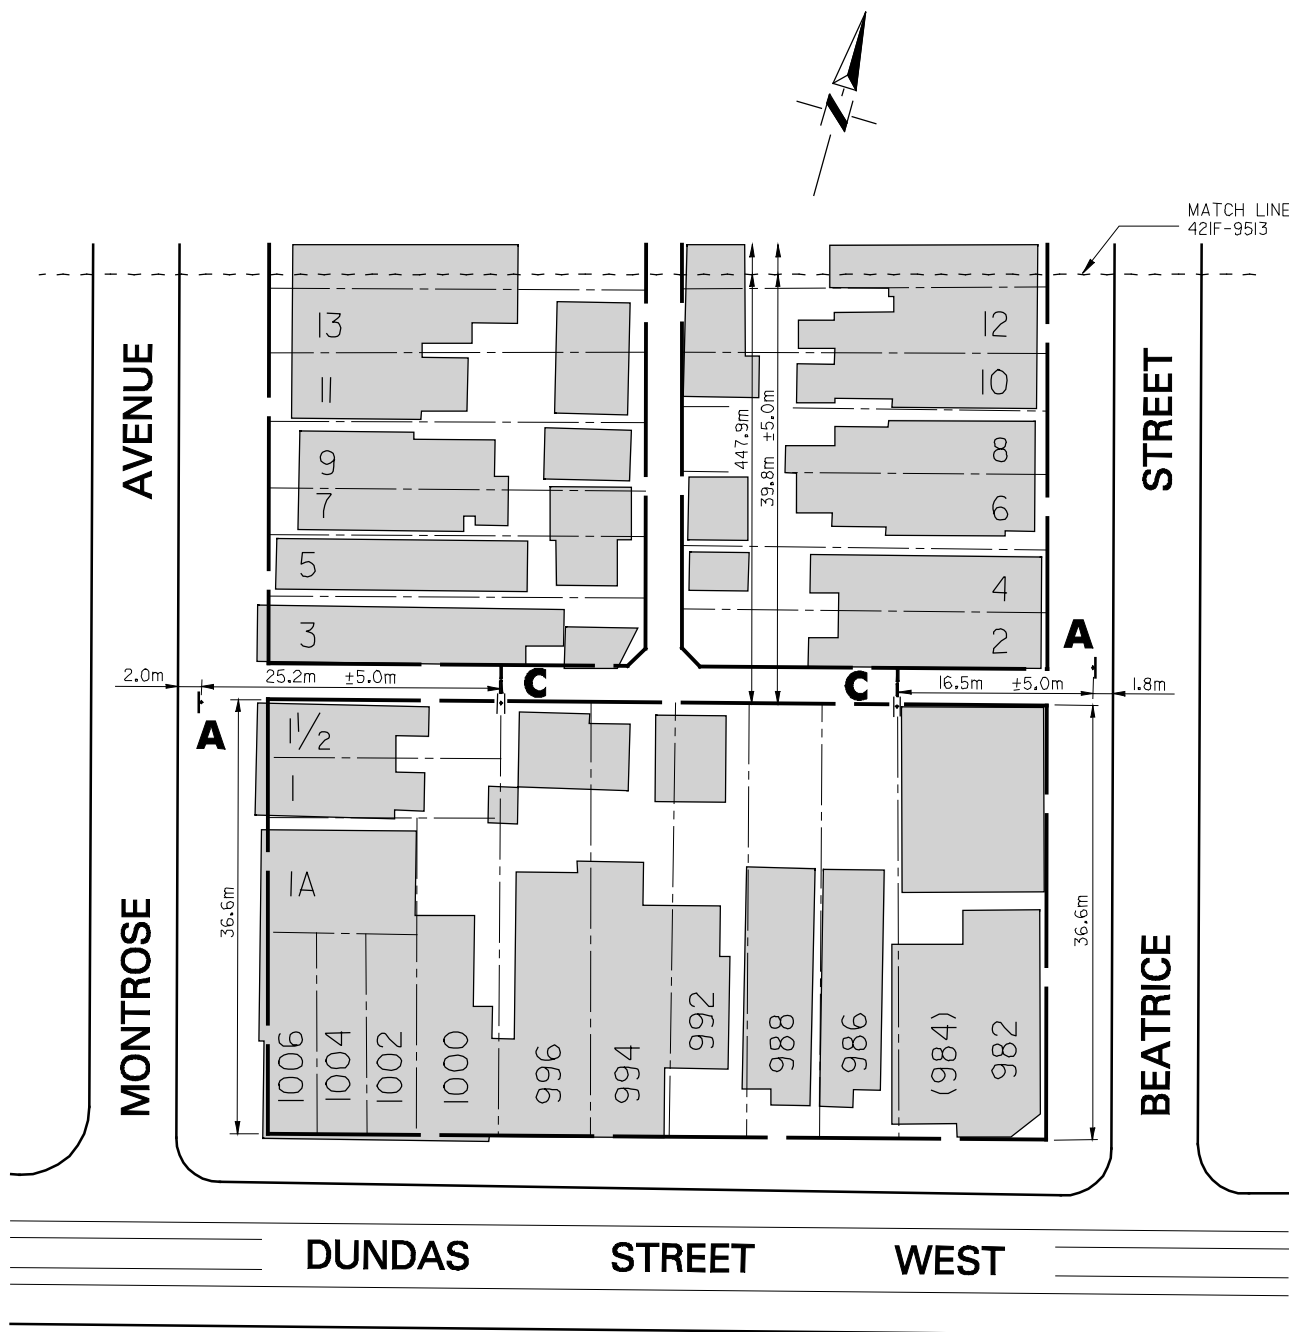 N
MATCH LINE
421F-9513
AVENUE
STREET
13
11
9
7
5
3
447.9m
39.8m ±5.0m
12
10
8
6
4
2
A
2.0m
25.2m ±5.0m
C
C
16.5m ±5.0m
1.8m
A
1 1/2
1
1A
36.6m
36.6m
MONTROSE
BEATRICE
1006
1004
1002
1000
996
994
992
988
986
(984)
982
DUNDAS STREET WEST